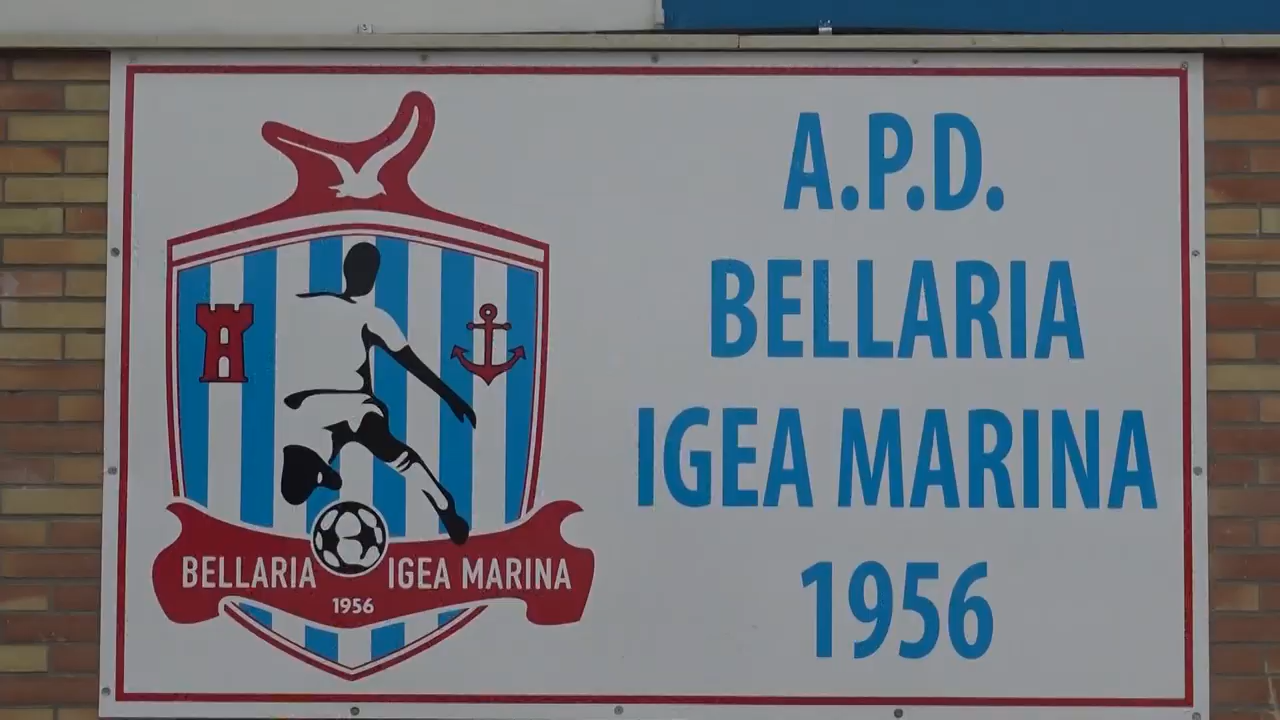 A.P.D.
BELLARIA
IGEA MARINA
1956
BELLARIA IGEA MARINA
1956